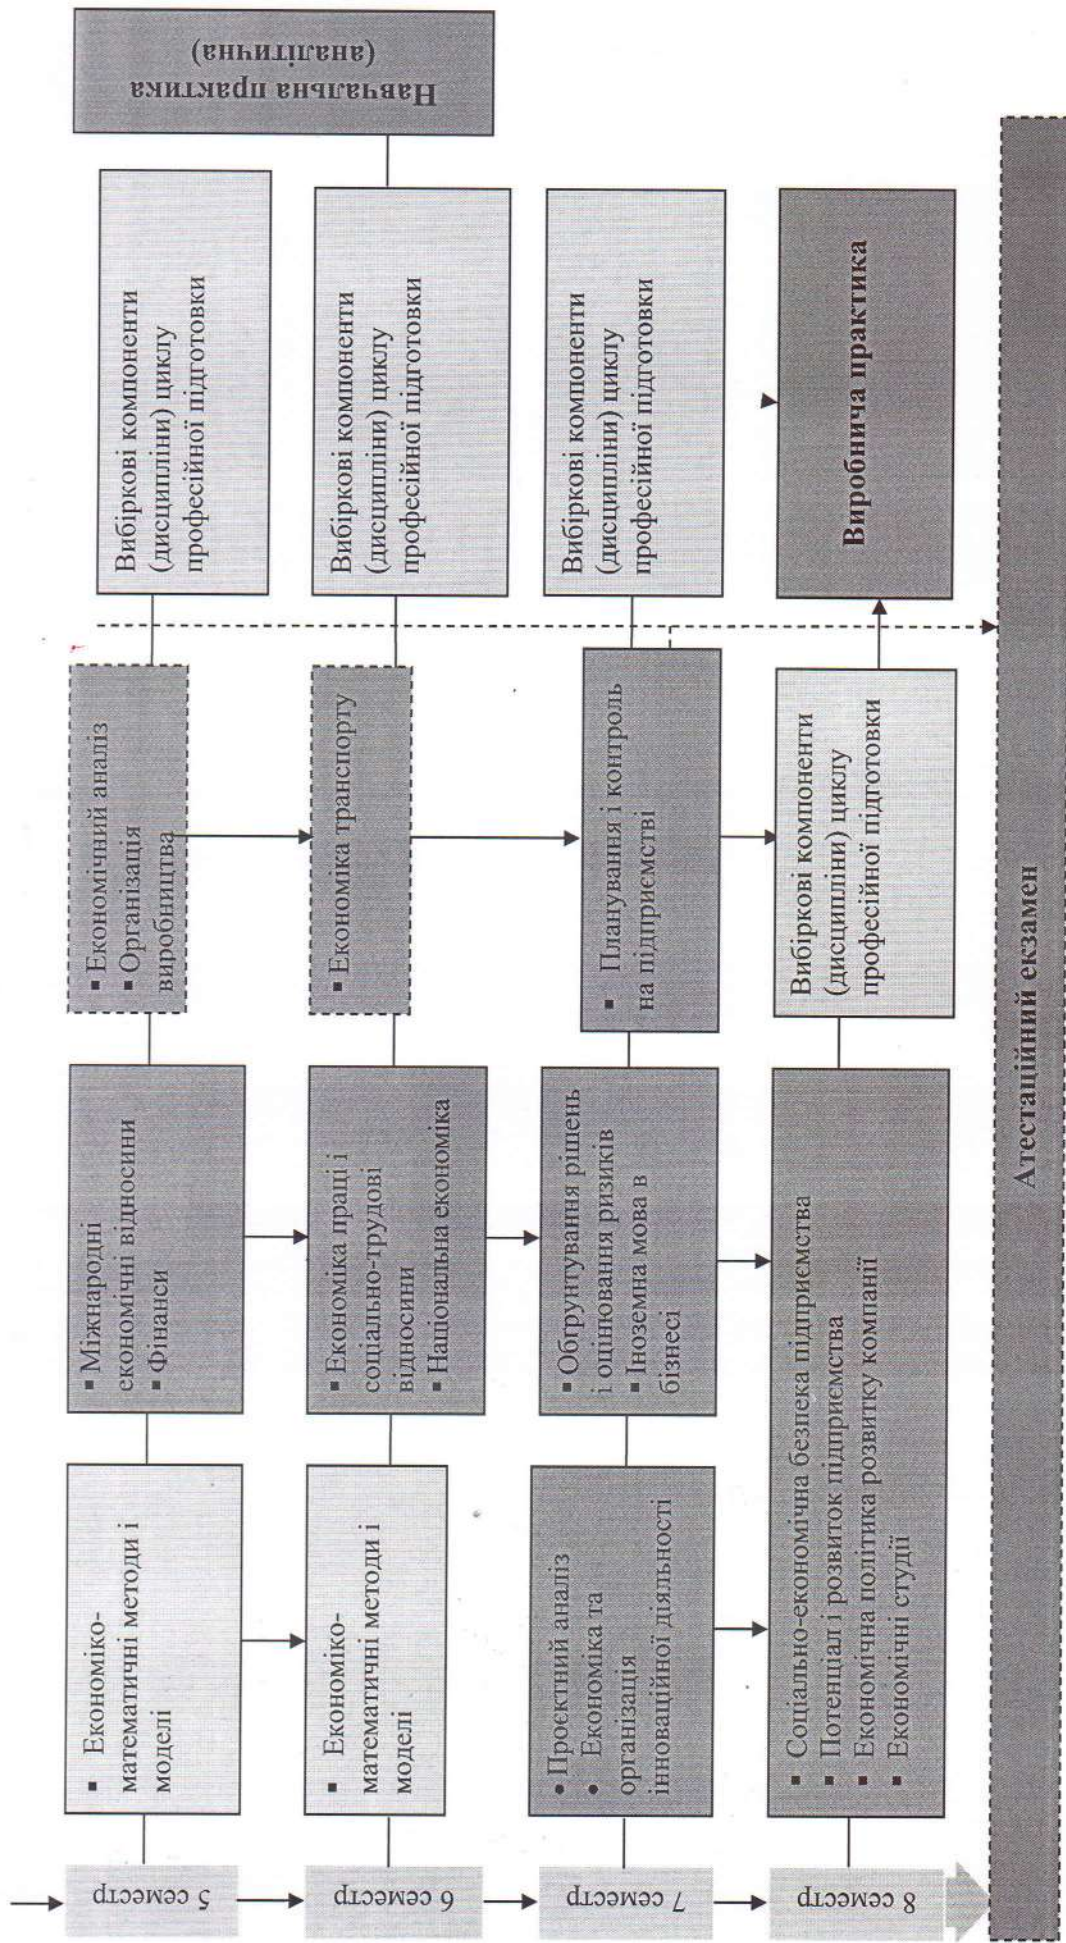 5 семестр
▪ Економіко-
математичні методи і
моделі
▪ Міжнародні
економічні відносини
▪ Фінанси
▪ Економічний аналіз
▪ Організація
виробництва
Вибіркові компоненти
(дисципліни) циклу
професійної підготовки
6 семестр
▪ Економіко-
математичні методи і
моделі
▪ Економіка праці і
соціально-трудові
відносини
▪ Національна економіка
▪ Економіка транспорту
Вибіркові компоненти
(дисципліни) циклу
професійної підготовки
Навчальна практика
(аналітична)
7 семестр
• Проєктний аналіз
• Економіка та
організація
інноваційної діяльності
▪ Обгрунтування рішень
і оцінювання ризиків
▪ Іноземна мова в
бізнесі
▪ Планування і контроль
на підприємстві
Вибіркові компоненти
(дисципліни) циклу
професійної підготовки
8 семестр
▪ Соціально-економічна безпека підприємства
▪ Потенціал і розвиток підприємства
▪ Економічна політика розвитку компанії
▪ Економічні студії
Вибіркові компоненти
(дисципліни) циклу
професійної підготовки
Виробнича практика
Атестаційний екзамен